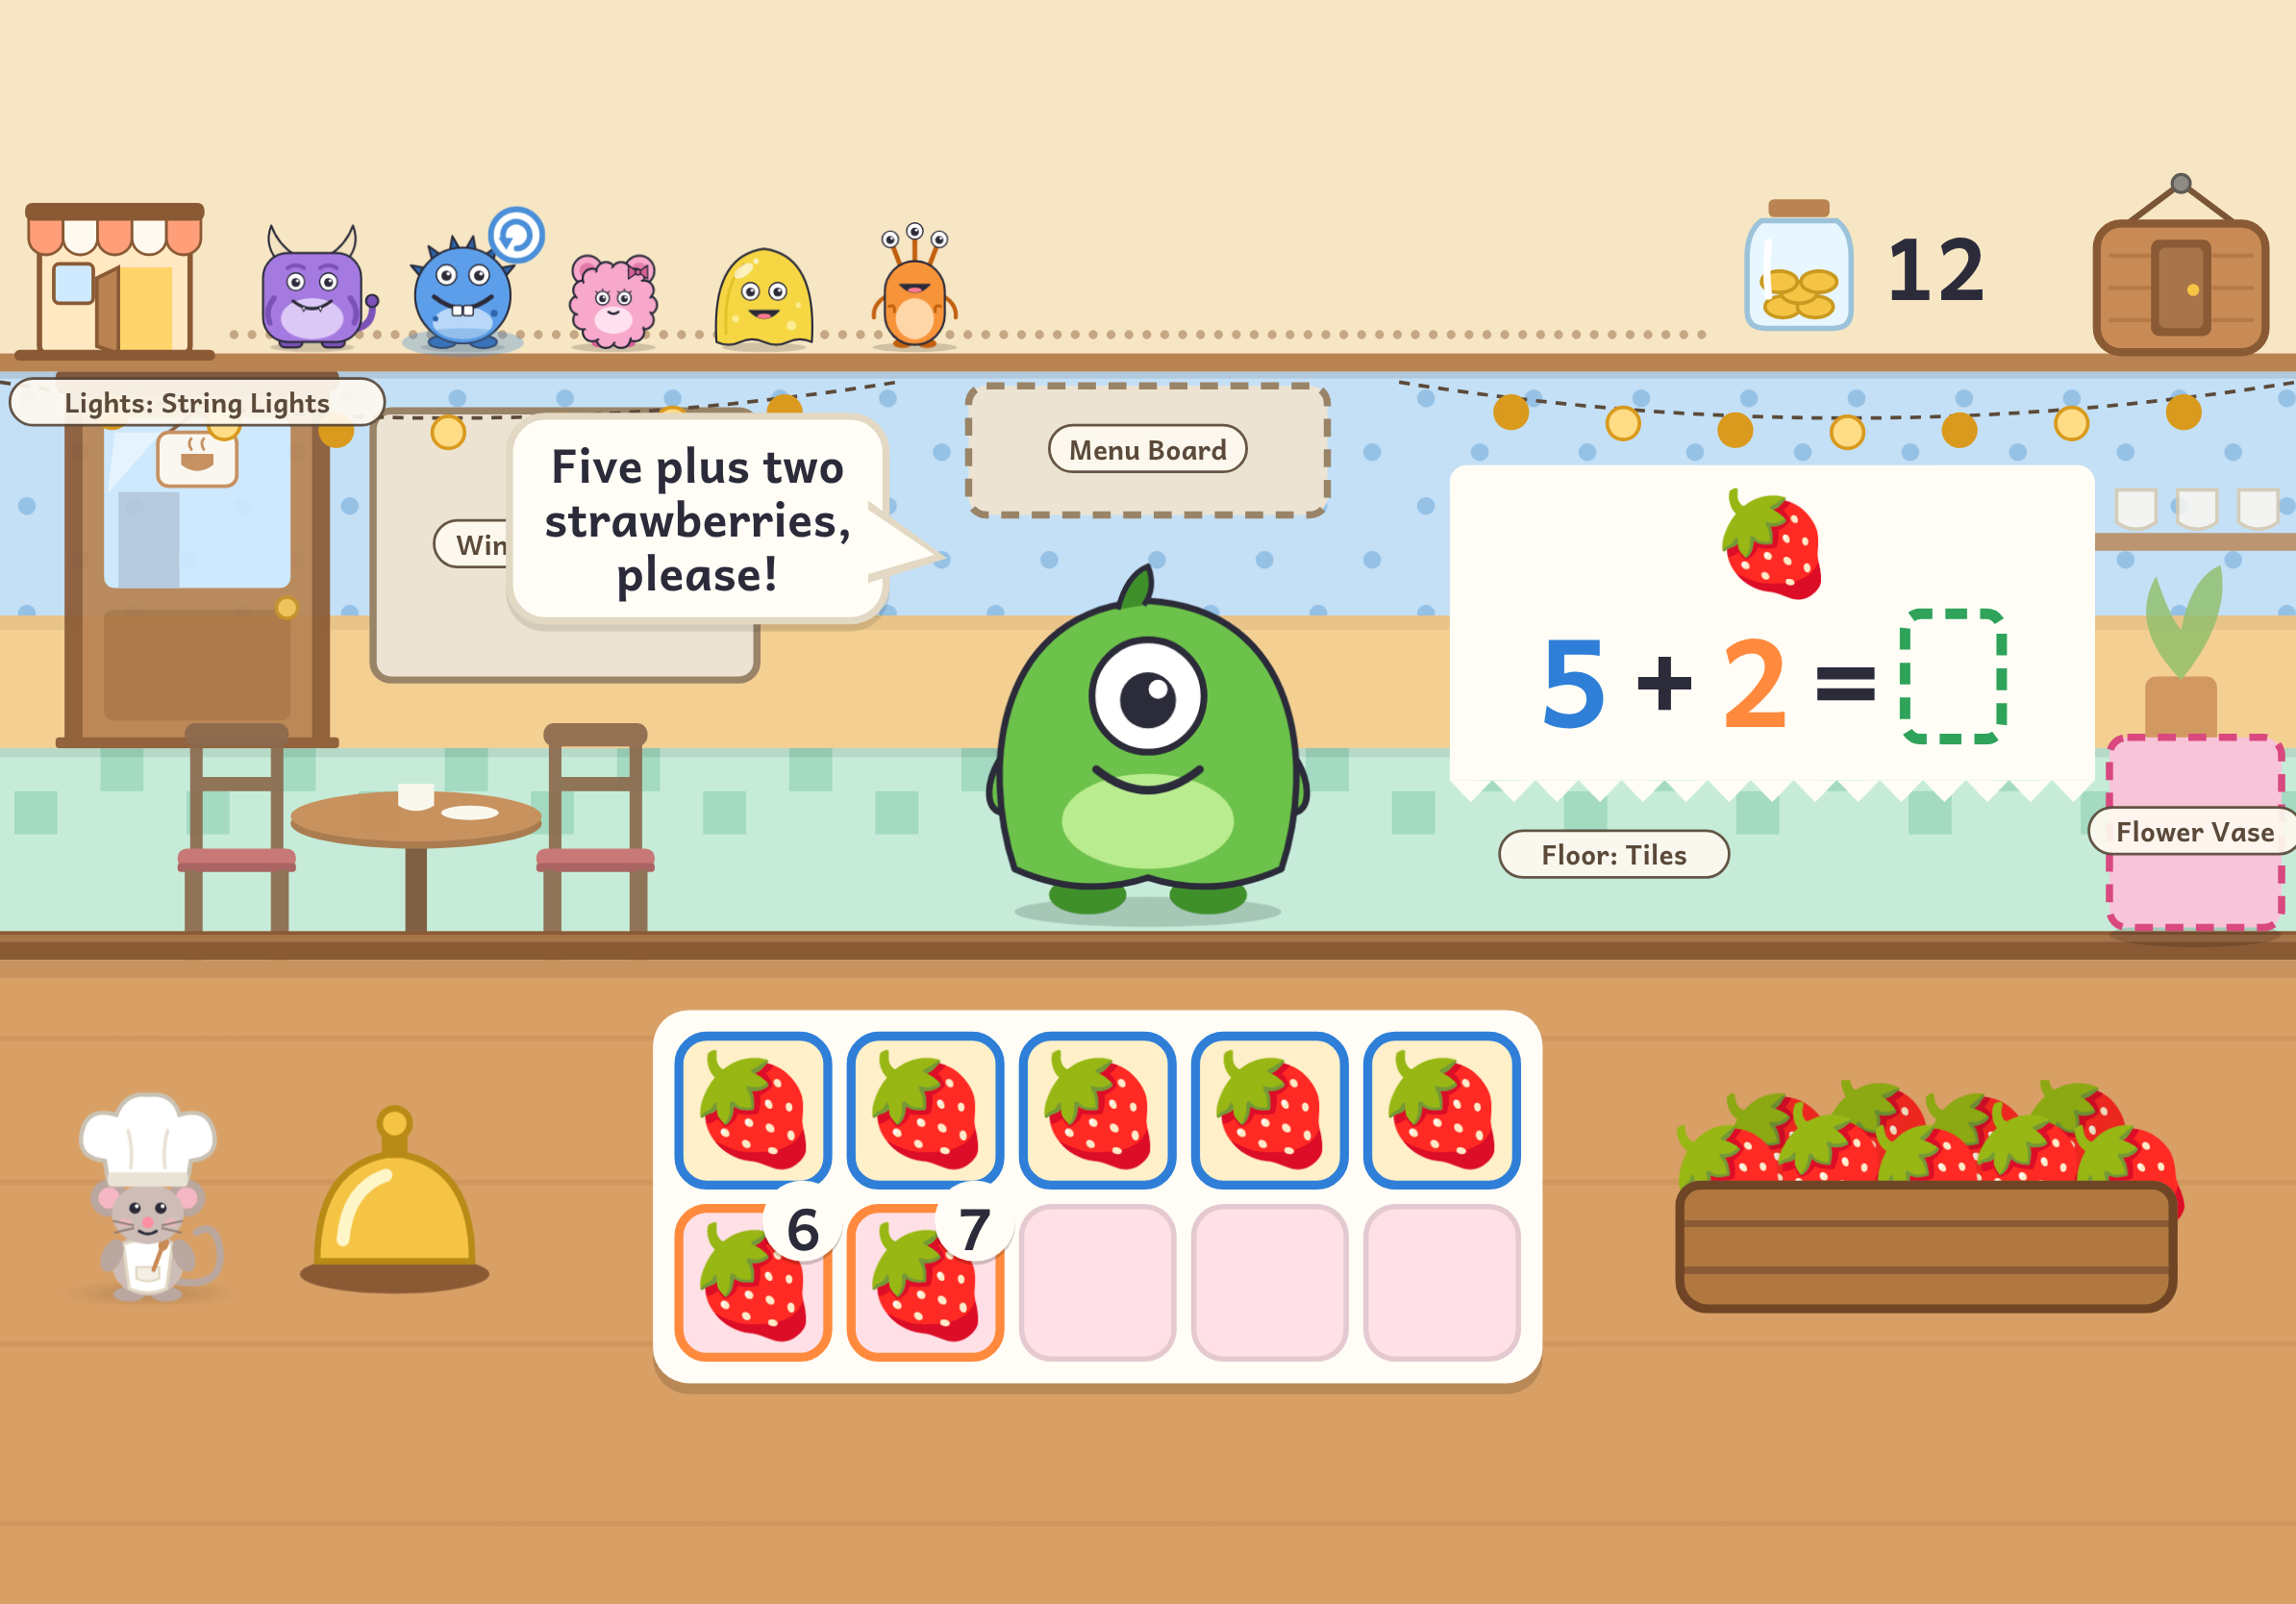 12
Lights: String Lights
Five plus two
strawberries,
please!
Menu Board
Win
5 + 2 =
Floor: Tiles
Flower Vase
6
7